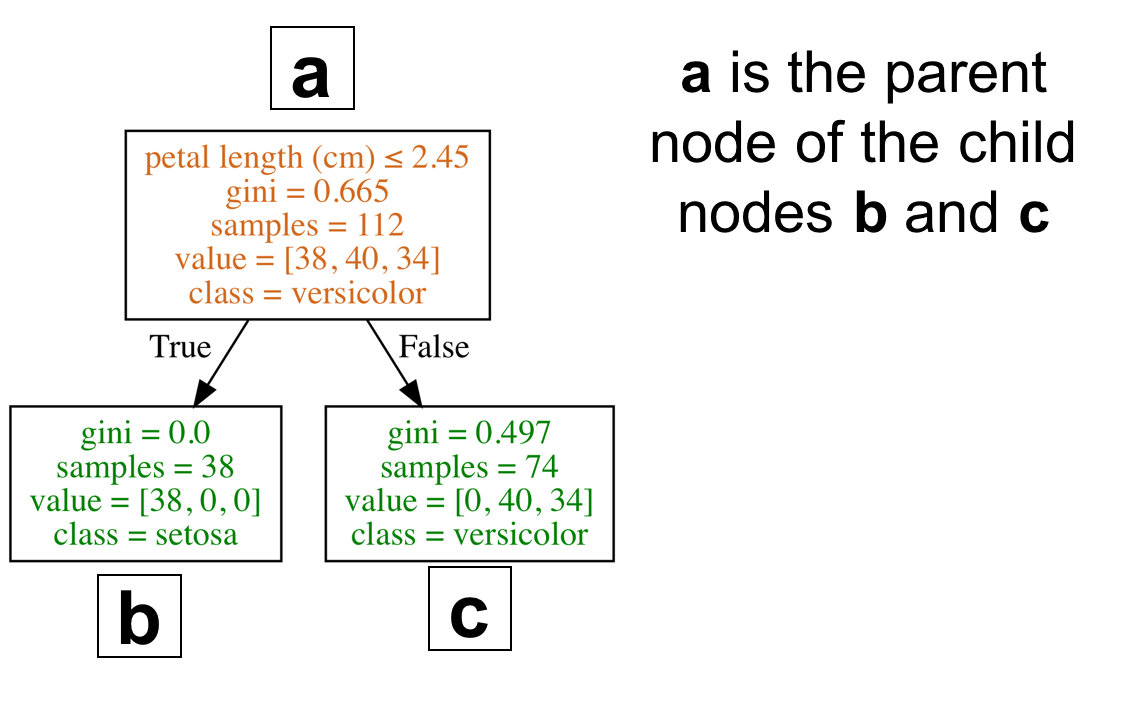 a
a is the parent
node of the child
nodes b and c
petal length (cm) ≤ 2.45
gini = 0.665
samples = 112
value = [38, 40, 34]
class = versicolor
True
False
gini = 0.0
samples = 38
value = [38, 0, 0]
class = setosa
gini = 0.497
samples = 74
value = [0, 40, 34]
class = versicolor
b
c